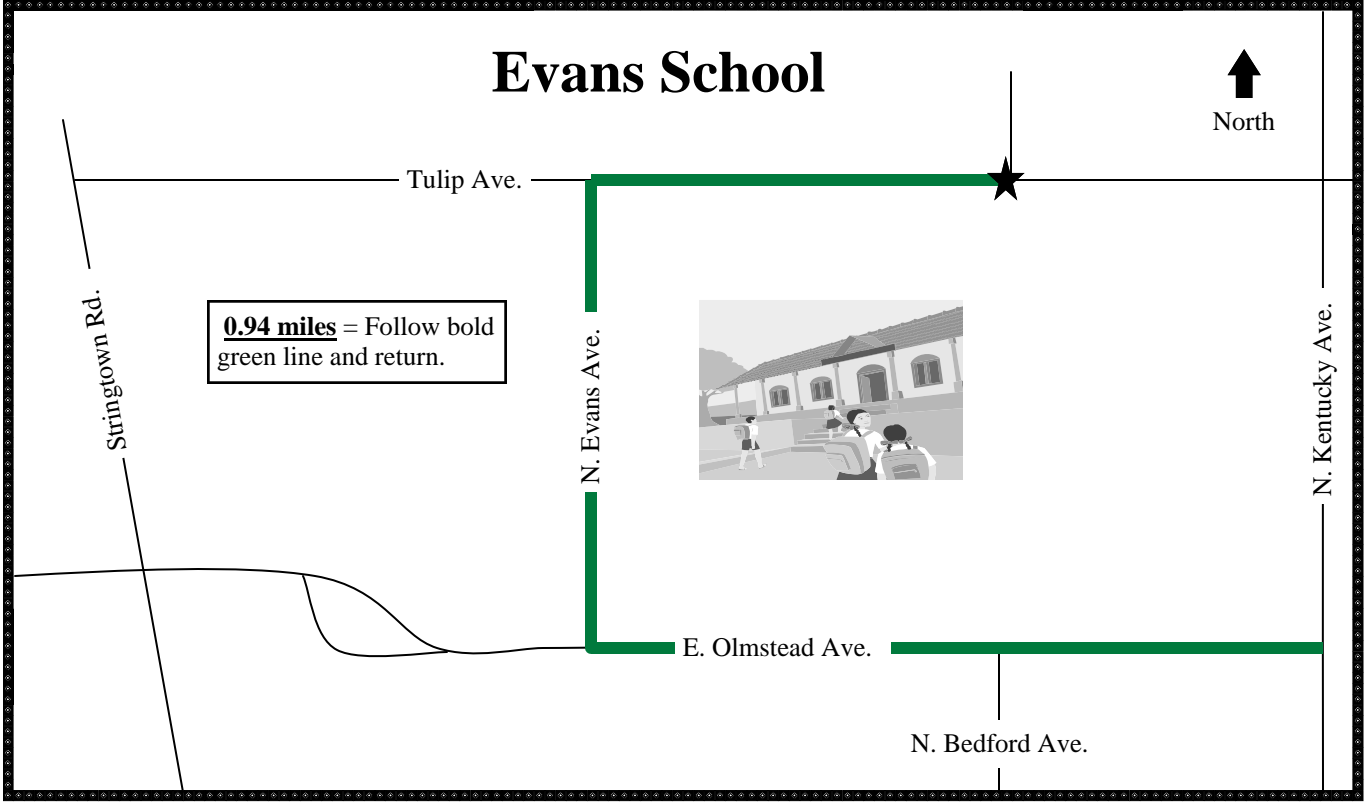 Evans School
North
Tulip Ave.
Stringtown Rd.
0.94 miles = Follow bold
green line and return.
N. Evans Ave.
N. Kentucky Ave.
E. Olmstead Ave.
N. Bedford Ave.